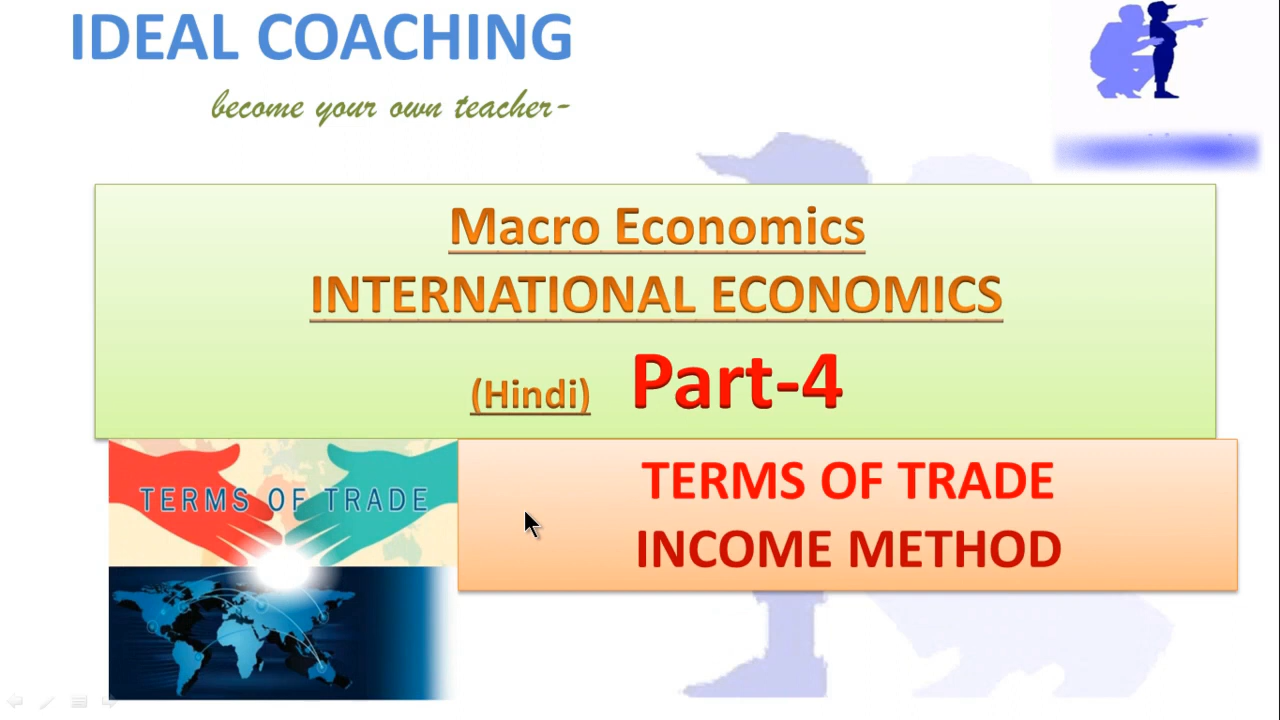 IDEAL COACHING
become your own teacher-
Macro Economics
INTERNATIONAL ECONOMICS
(Hindi) Part-4
TERMS OF TRADE
TERMS OF TRADE
INCOME METHOD